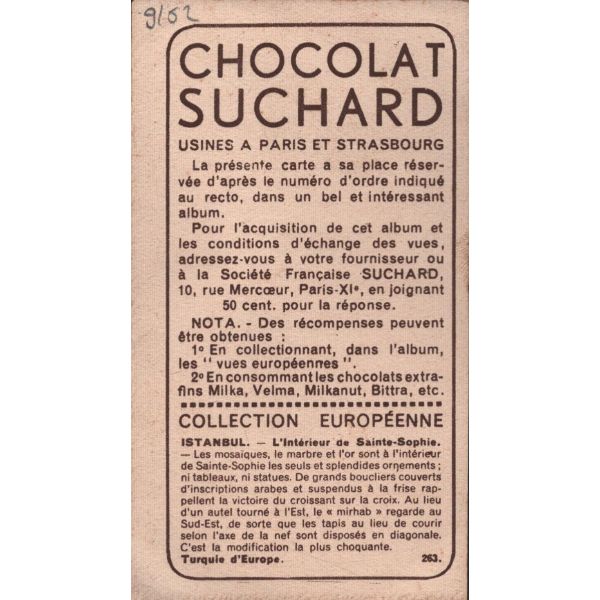 9/52
CHOCOLAT
SUCHARD
USINES A PARIS ET STRASBOURG
La présente carte a sa place réser-
vée d'après le numéro d'ordre indiqué
au recto, dans un bel et intéressant
album.
Pour l'acquisition de cet album et
les conditions d'échange des vues,
adressez-vous à votre fournisseur ou
à la Société Française SUCHARD,
10, rue Mercœur, Paris-XIe, en joignant
50 cent. pour la réponse.
NOTA. - Des récompenses peuvent
être obtenues :
1º En collectionnant, dans l'album,
les " vues européennes ".
2º En consommant les chocolats extra-
fins Milka, Velma, Milkanut, Bittra, etc.
COLLECTION EUROPÉENNE
ISTANBUL. — L'Intérieur de Sainte-Sophie.
— Les mosaïques, le marbre et l'or sont à l'intérieur
de Sainte-Sophie les seuls et splendides ornements ;
ni tableaux, ni statues. De grands boucliers couverts
d'inscriptions arabes et suspendus à la frise rap-
pellent la victoire du croissant sur la croix. Au lieu
d'un autel tourné à l'Est, le « mirhab » regarde au
Sud-Est, de sorte que les tapis au lieu de courir
selon l'axe de la nef sont disposés en diagonale.
C'est la modification la plus choquante.
Turquie d'Europe. 263.